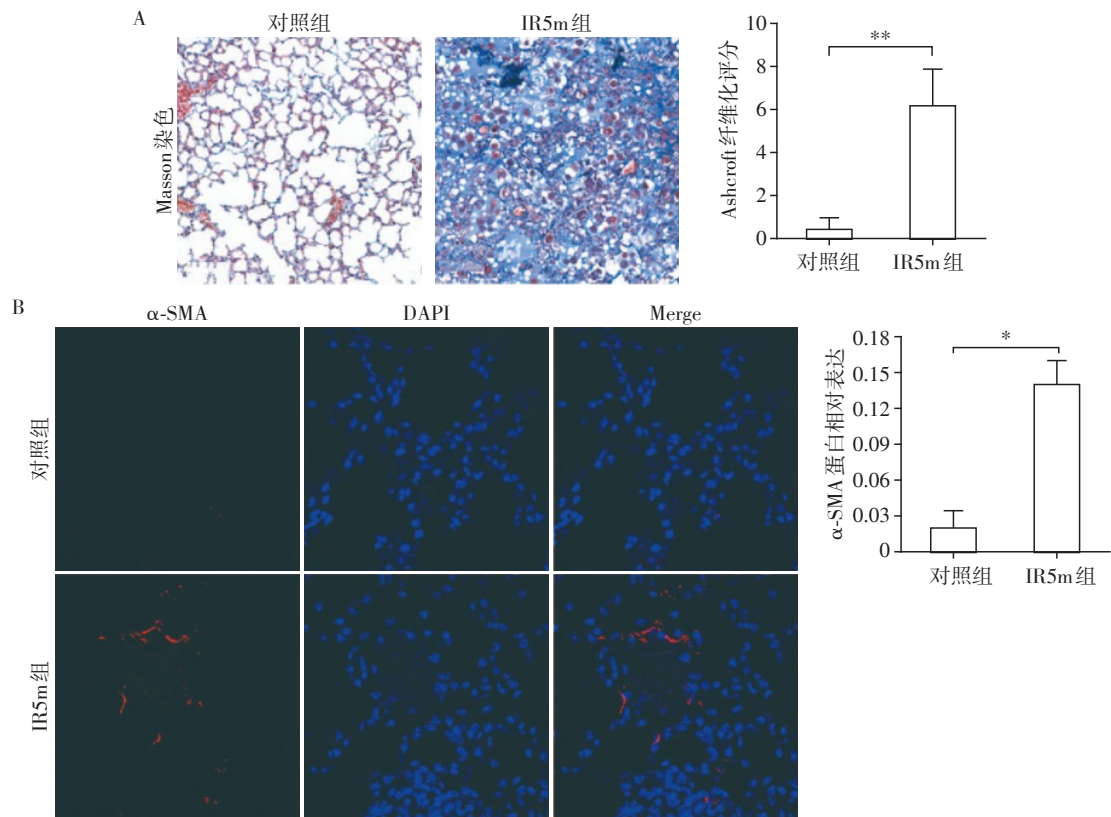 A
对照组
IR5m组
Masson染色
Ashcroft纤维化评分
10
8
6
4
2
0
**
对照组
IR5m组
B
α-SMA
DAPI
Merge
对照组
IR5m组
α-SMA蛋白相对表达
0.18
0.15
0.12
0.09
0.06
0.03
0
*
对照组
IR5m组